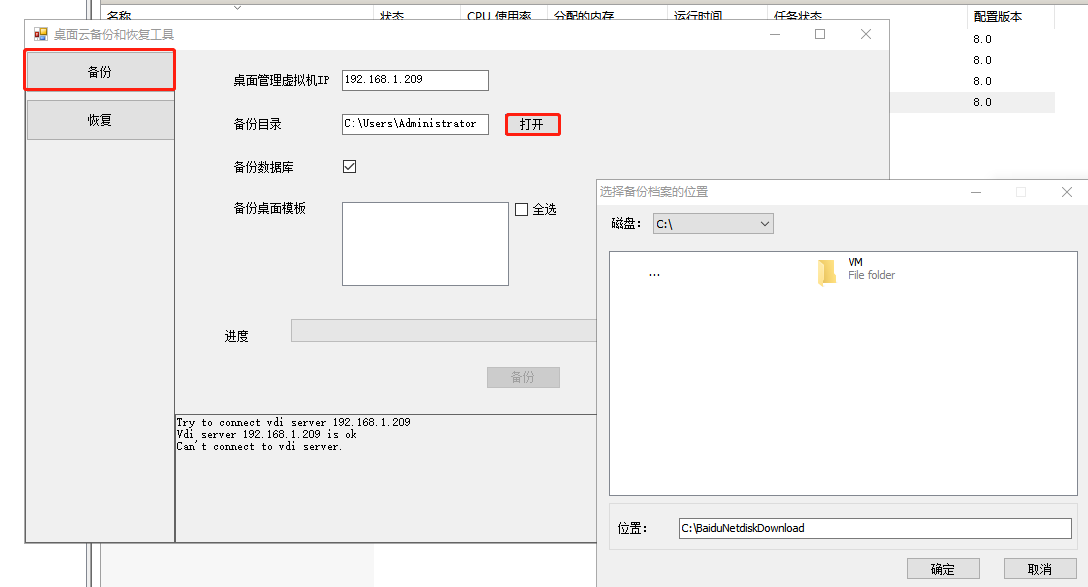 名称 状态 CPU 使用率 分配的内存 运行时间 任务状态 配置版本
桌面云备份和恢复工具
8.0
8.0
8.0
8.0
备份
恢复
桌面管理虚拟机IP 192.168.1.209
备份目录 C:\Users\Administrator 打开
备份数据库
备份桌面模板 全选
进度
备份
Try to connect vdi server 192.168.1.209
Vdi server 192.168.1.209 is ok
Can't connect to vdi server.
选择备份档案的位置
磁盘： C:\
...
VM
File folder
位置： C:\BaiduNetdiskDownload
确定 取消